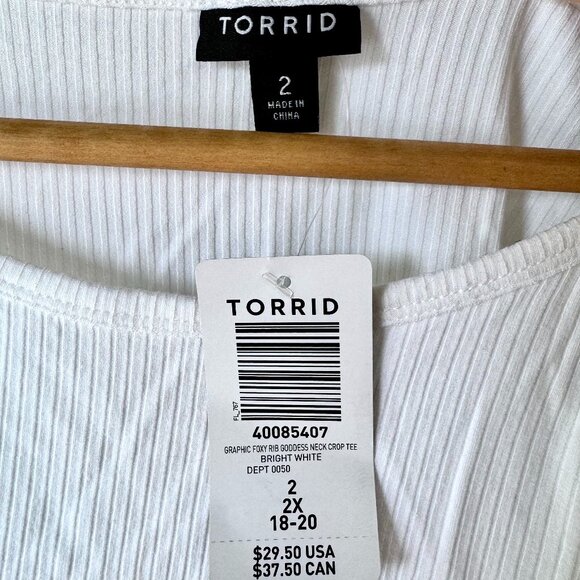 TORRID
2
MADE IN
CHINA
TORRID
FL_767
40085407
GRAPHIC FOXY RIB GODDESS NECK CROP TEE
BRIGHT WHITE
DEPT 0050
2
2X
18-20
$29.50 USA
$37.50 CAN